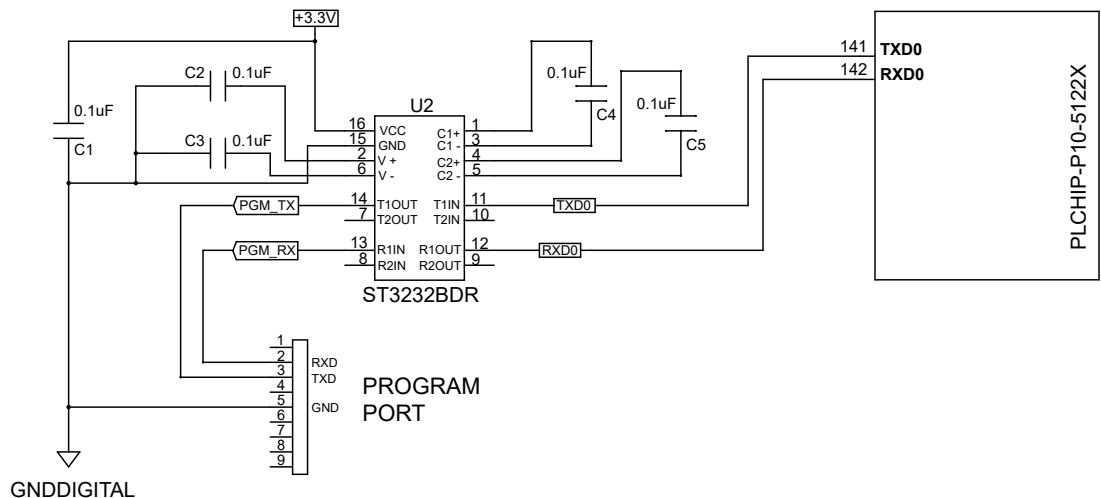 +3.3V
0.1uF
C1
C2
0.1uF
C3
0.1uF
U2
16
15
2
6
14
7
13
8
VCC
GND
V +
V -
T1OUT
T2OUT
R1IN
R2IN
C1+
C1 -
C2+
C2 -
T1IN
T2IN
R1OUT
R2OUT
1
3
4
5
11
10
12
9
ST3232BDR
0.1uF
C4
0.1uF
C5
PGM_TX
PGM_RX
TXD0
RXD0
141
TXD0
142
RXD0
PLCHIP-P10-5122X
1
2
3
4
5
6
7
8
9
RXD
TXD
GND
PROGRAM
PORT
GNDDIGITAL